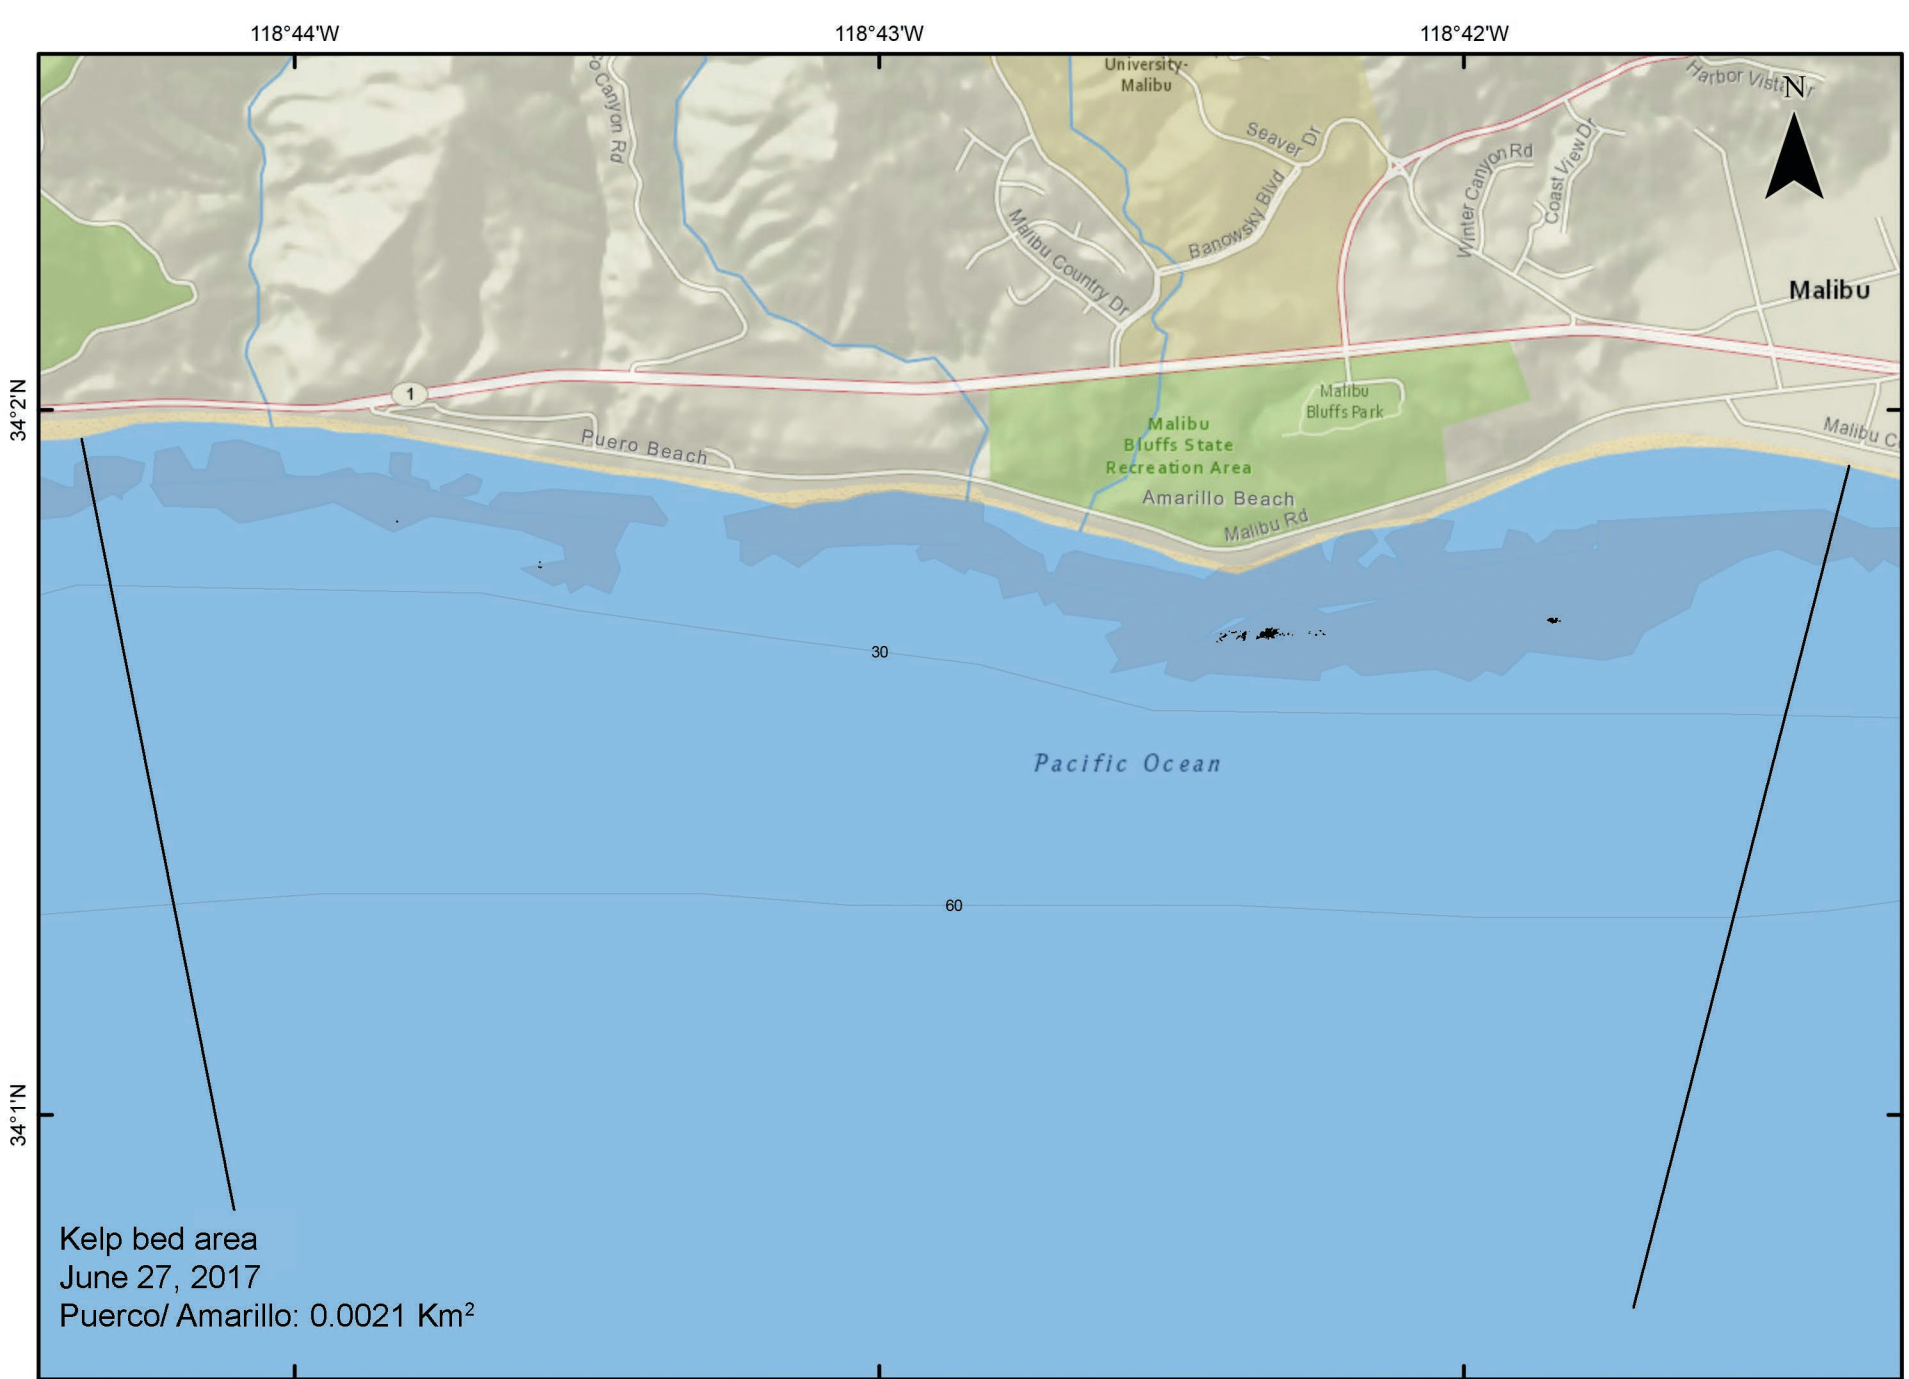 118°44'W
118°43'W
118°42'W
34°2'N
34°1'N
o Canyon Rd
University-
Malibu
Seaver Dr
Banowsky Blvd
Malibu Country Dr
Winter Canyon Rd
Coast View Dr
Harbor Vista Dr
N
Malibu
1
Puero Beach
Malibu
Bluffs Park
Malibu
Bluffs State
Recreation Area
Amarillo Beach
Malibu Rd
Malibu C
30
Pacific Ocean
60
Kelp bed area
June 27, 2017
Puerco/ Amarillo: 0.0021 Km²